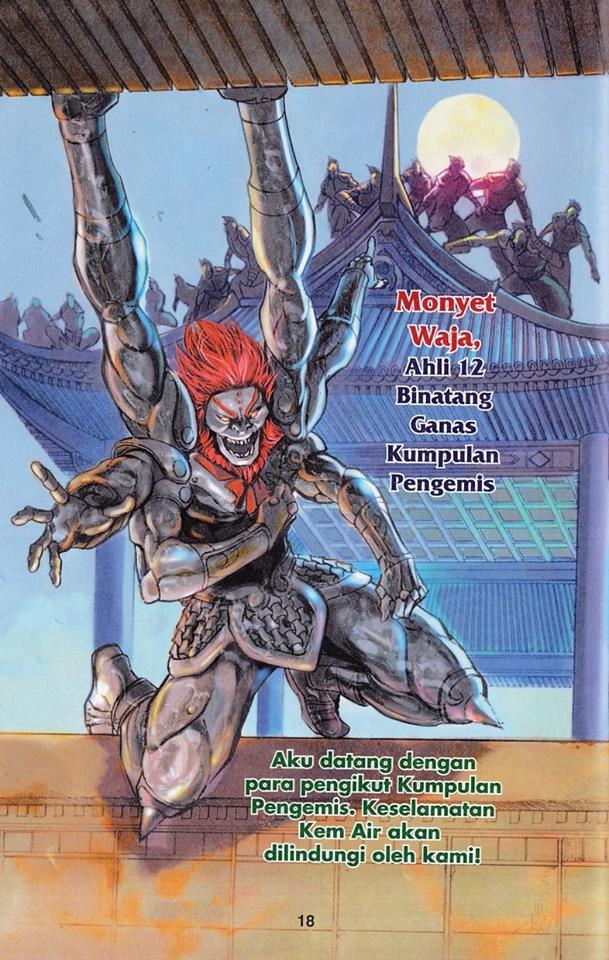 Monyet
Waja,
Ahli 12
Binatang
Ganas
Kumpulan
Pengemis
Aku datang dengan
para pengikut Kumpulan
Pengemis. Keselamatan
Kem Air akan
dilindungi oleh kami!
18